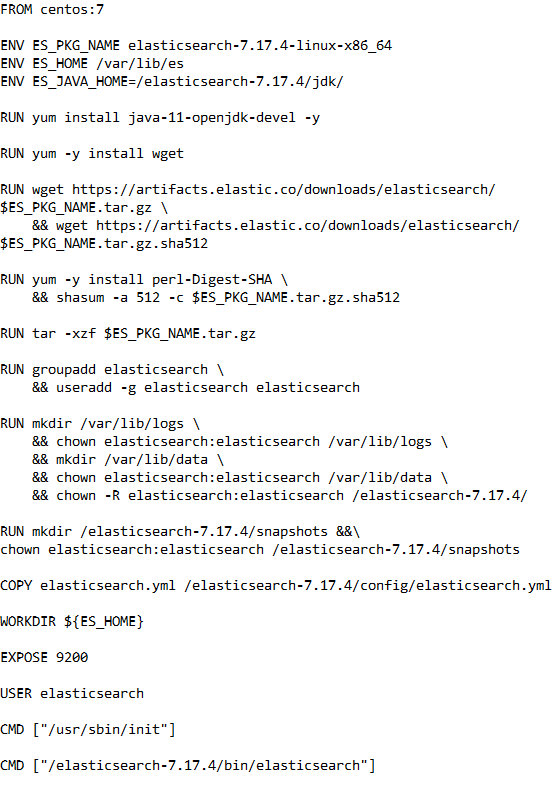 FROM centos:7
ENV ES_PKG_NAME elasticsearch-7.17.4-linux-x86_64
ENV ES_HOME /var/lib/es
ENV ES_JAVA_HOME=/elasticsearch-7.17.4/jdk/
RUN yum install java-11-openjdk-devel -y
RUN yum -y install wget
RUN wget https://artifacts.elastic.co/downloads/elasticsearch/
$ES_PKG_NAME.tar.gz \
    && wget https://artifacts.elastic.co/downloads/elasticsearch/
$ES_PKG_NAME.tar.gz.sha512
RUN yum -y install perl-Digest-SHA \
    && shasum -a 512 -c $ES_PKG_NAME.tar.gz.sha512
RUN tar -xzf $ES_PKG_NAME.tar.gz
RUN groupadd elasticsearch \
    && useradd -g elasticsearch elasticsearch
RUN mkdir /var/lib/logs \
    && chown elasticsearch:elasticsearch /var/lib/logs \
    && mkdir /var/lib/data \
    && chown elasticsearch:elasticsearch /var/lib/data \
    && chown -R elasticsearch:elasticsearch /elasticsearch-7.17.4/
RUN mkdir /elasticsearch-7.17.4/snapshots &&\
chown elasticsearch:elasticsearch /elasticsearch-7.17.4/snapshots
COPY elasticsearch.yml /elasticsearch-7.17.4/config/elasticsearch.yml
WORKDIR ${ES_HOME}
EXPOSE 9200
USER elasticsearch
CMD ["/usr/sbin/init"]
CMD ["/elasticsearch-7.17.4/bin/elasticsearch"]